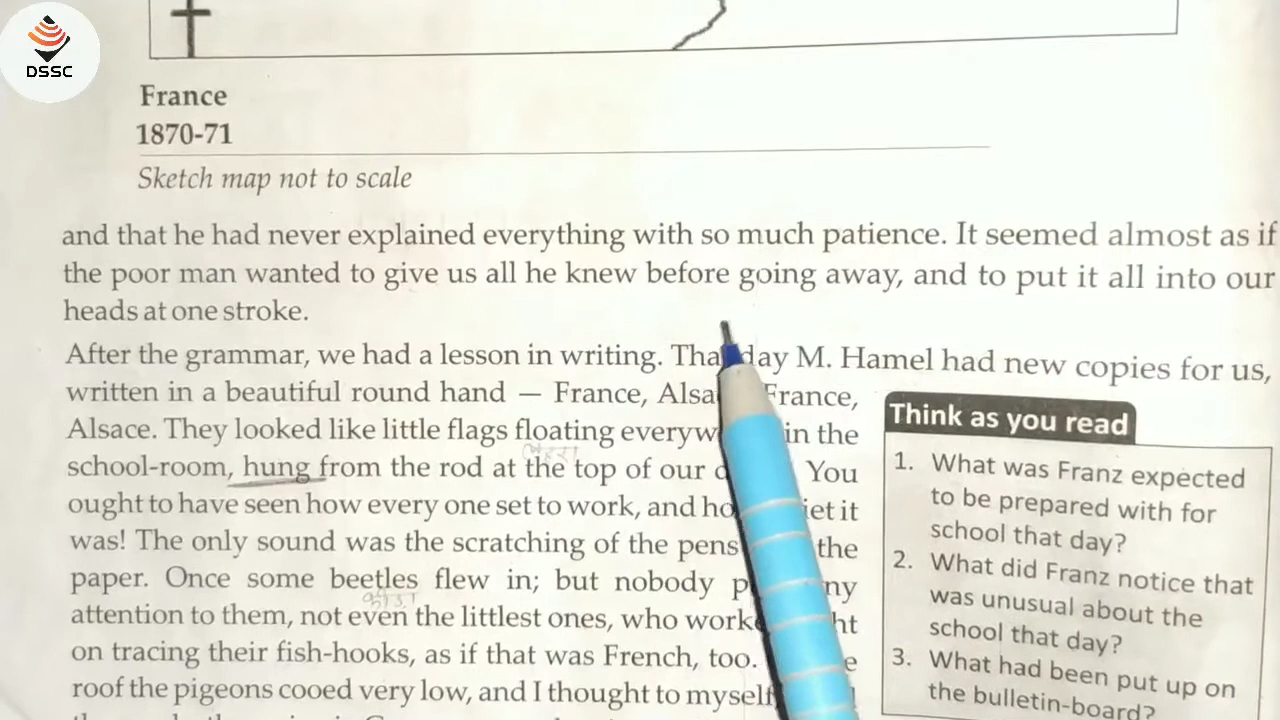 DSSC
France
1870-71
Sketch map not to scale
and that he had never explained everything with so much patience. It seemed almost as if
the poor man wanted to give us all he knew before going away, and to put it all into our
heads at one stroke.
After the grammar, we had a lesson in writing. day M. Hamel had new copies for us,
written in a beautiful round hand — France, France,
Alsace. They looked like little flags floating in the
school-room, hung from the rod at the top of our You
ought to have seen how every one set to work, and it
was! The only sound was the scratching of the pens the
paper. Once some beetles flew in; but nobody
attention to them, not even the littlest ones, who
on tracing their fish-hooks, as if that was French, too.
roof the pigeons cooed very low, and I thought to myself
Think as you read
1. What was Franz expected
to be prepared with for
school that day?
2. What did Franz notice that
was unusual about the
school that day?
3. What had been put up on
the bulletin-board?